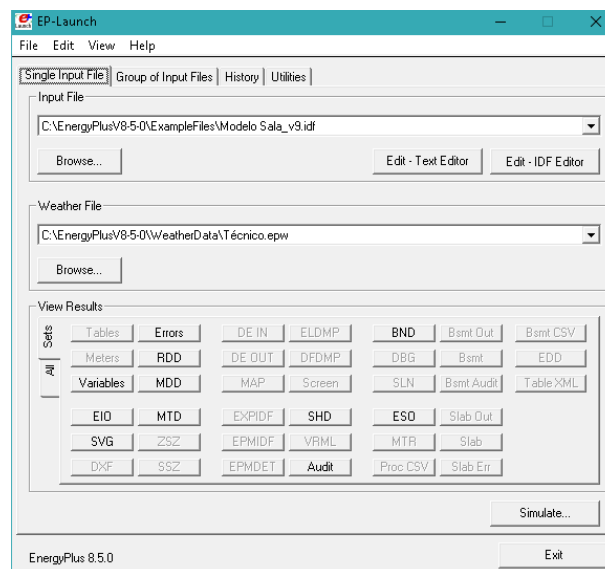 EP-Launch
File Edit View Help
Single Input File Group of Input Files History Utilities
Input File
C:\EnergyPlusV8-5-0\ExampleFiles\Modelo Sala_v9.idf
Browse... Edit - Text Editor Edit - IDF Editor
Weather File
C:\EnergyPlusV8-5-0\WeatherData\Técnico.epw
Browse...
View Results
Sets
All
Tables Errors DE IN ELDMP BND Bsmt Out Bsmt CSV
Meters RDD DE OUT DFDMP DBG Bsmt EDD
Variables MDD MAP Screen SLN Bsmt Audit Table XML
EIO MTD EXPIDF SHD ESO Slab Out
SVG ZSZ EPMIDF VRML MTR Slab
DXF SSZ EPMDET Audit Proc CSV Slab Err
Simulate...
EnergyPlus 8.5.0 Exit